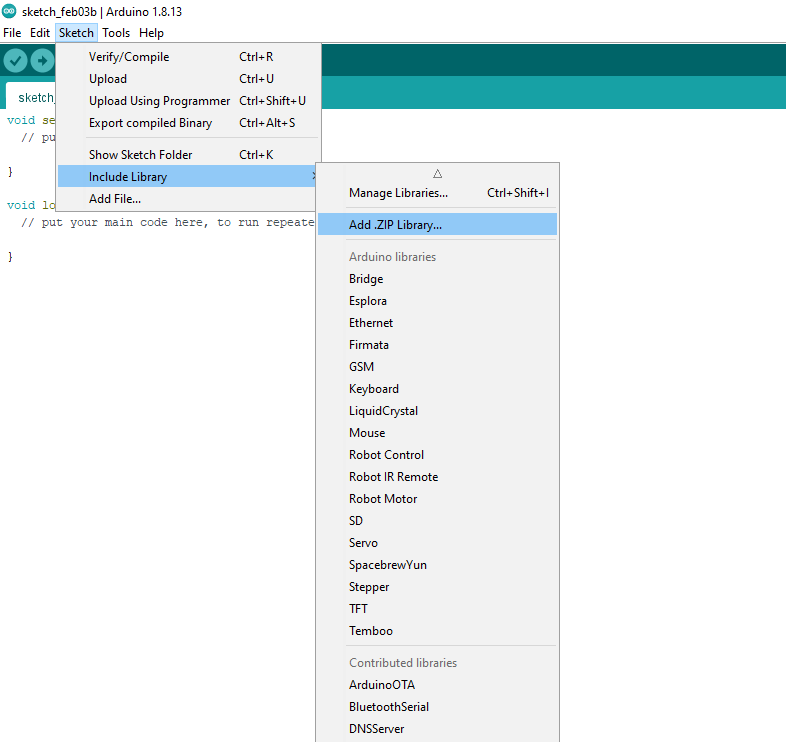 sketch_feb03b | Arduino 1.8.13
File Edit Sketch Tools Help
Verify/Compile Ctrl+R
Upload Ctrl+U
Upload Using Programmer Ctrl+Shift+U
Export compiled Binary Ctrl+Alt+S
Show Sketch Folder Ctrl+K
Include Library
Add File...
sketch_
void se
// pu
}
void lo
// put your main code here, to run repeate
}
Manage Libraries... Ctrl+Shift+I
Add .ZIP Library...
Arduino libraries
Bridge
Esplora
Ethernet
Firmata
GSM
Keyboard
LiquidCrystal
Mouse
Robot Control
Robot IR Remote
Robot Motor
SD
Servo
SpacebrewYun
Stepper
TFT
Temboo
Contributed libraries
ArduinoOTA
BluetoothSerial
DNSServer